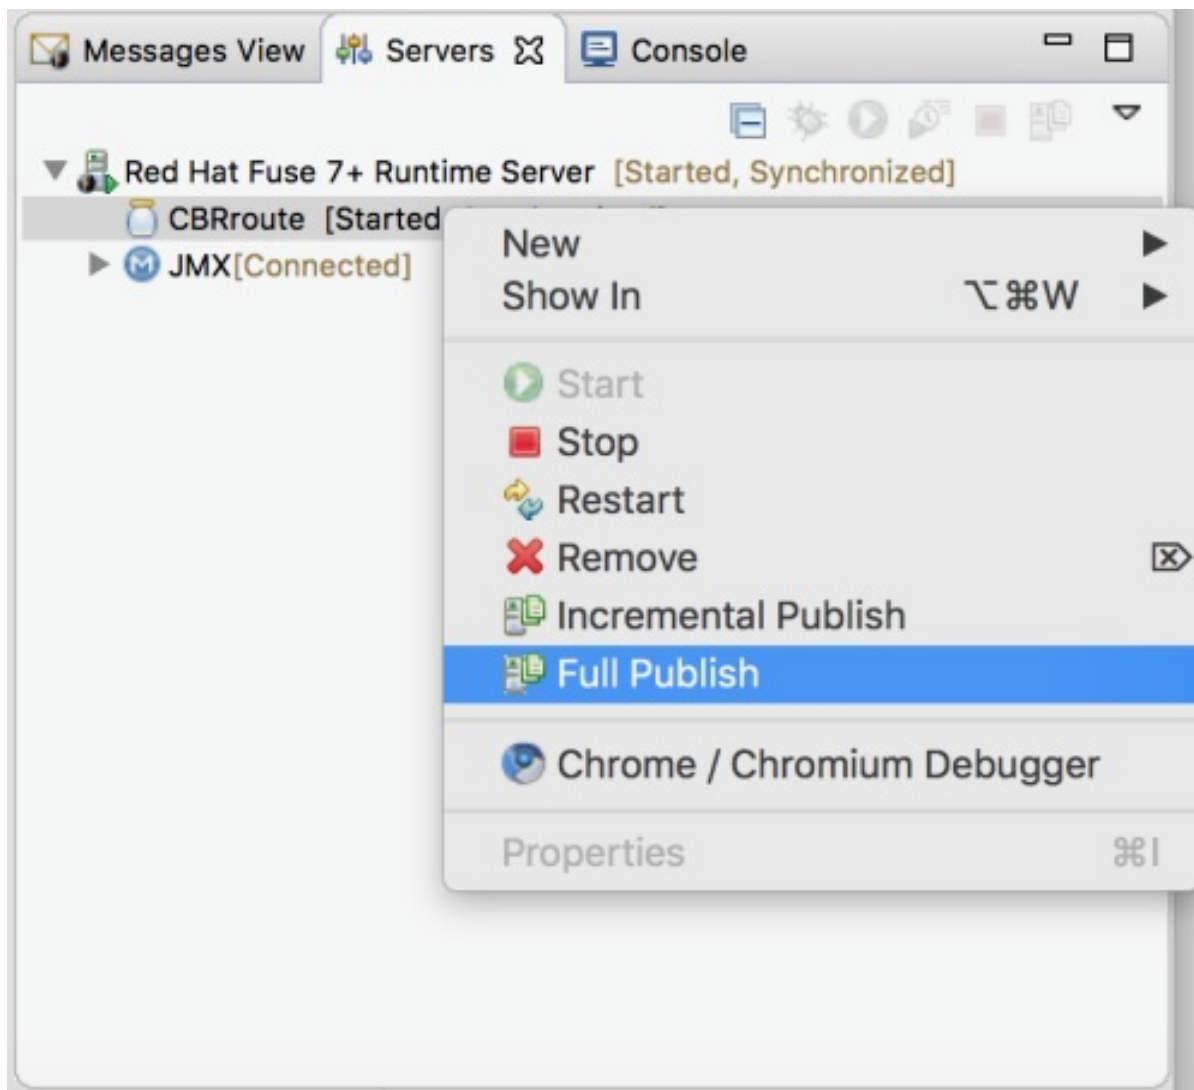 Messages View Servers Console
Red Hat Fuse 7+ Runtime Server [Started, Synchronized]
CBRroute [Started
JMX[Connected]
New
Show In ⌥⌘W
Start
Stop
Restart
Remove ⌦
Incremental Publish
Full Publish
Chrome / Chromium Debugger
Properties ⌘I